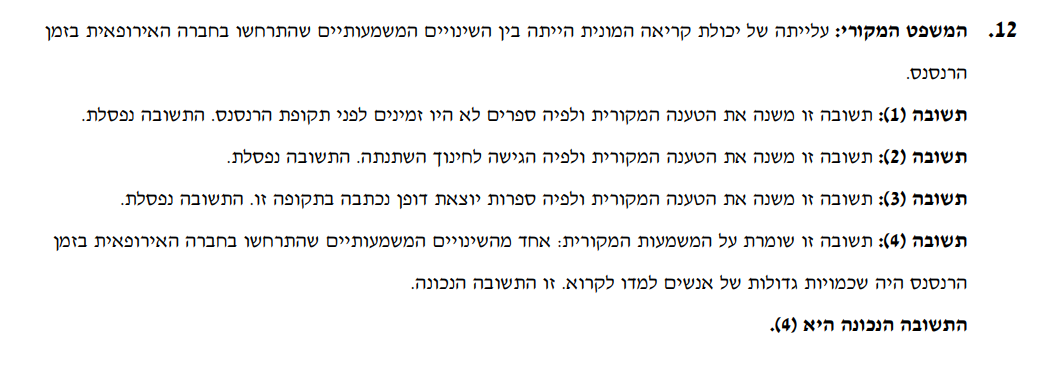 12. המשפט המקורי: עלייתה של יכולת קריאה המונית הייתה בין השינויים המשמעותיים שהתרחשו בחברה האירופאית בזמן
הרנסנס.
תשובה (1): תשובה זו משנה את הטענה המקורית ולפיה ספרים לא היו זמינים לפני תקופת הרנסנס. התשובה נפסלת.
תשובה (2): תשובה זו משנה את הטענה המקורית ולפיה הגישה לחינוך השתנתה. התשובה נפסלת.
תשובה (3): תשובה זו משנה את הטענה המקורית ולפיה ספרות יוצאת דופן נכתבה בתקופה זו. התשובה נפסלת.
תשובה (4): תשובה זו שומרת על המשמעות המקורית: אחד מהשינויים המשמעותיים שהתרחשו בחברה האירופאית בזמן
הרנסנס היה שכמויות גדולות של אנשים למדו לקרוא. זו התשובה הנכונה.
התשובה הנכונה היא (4).